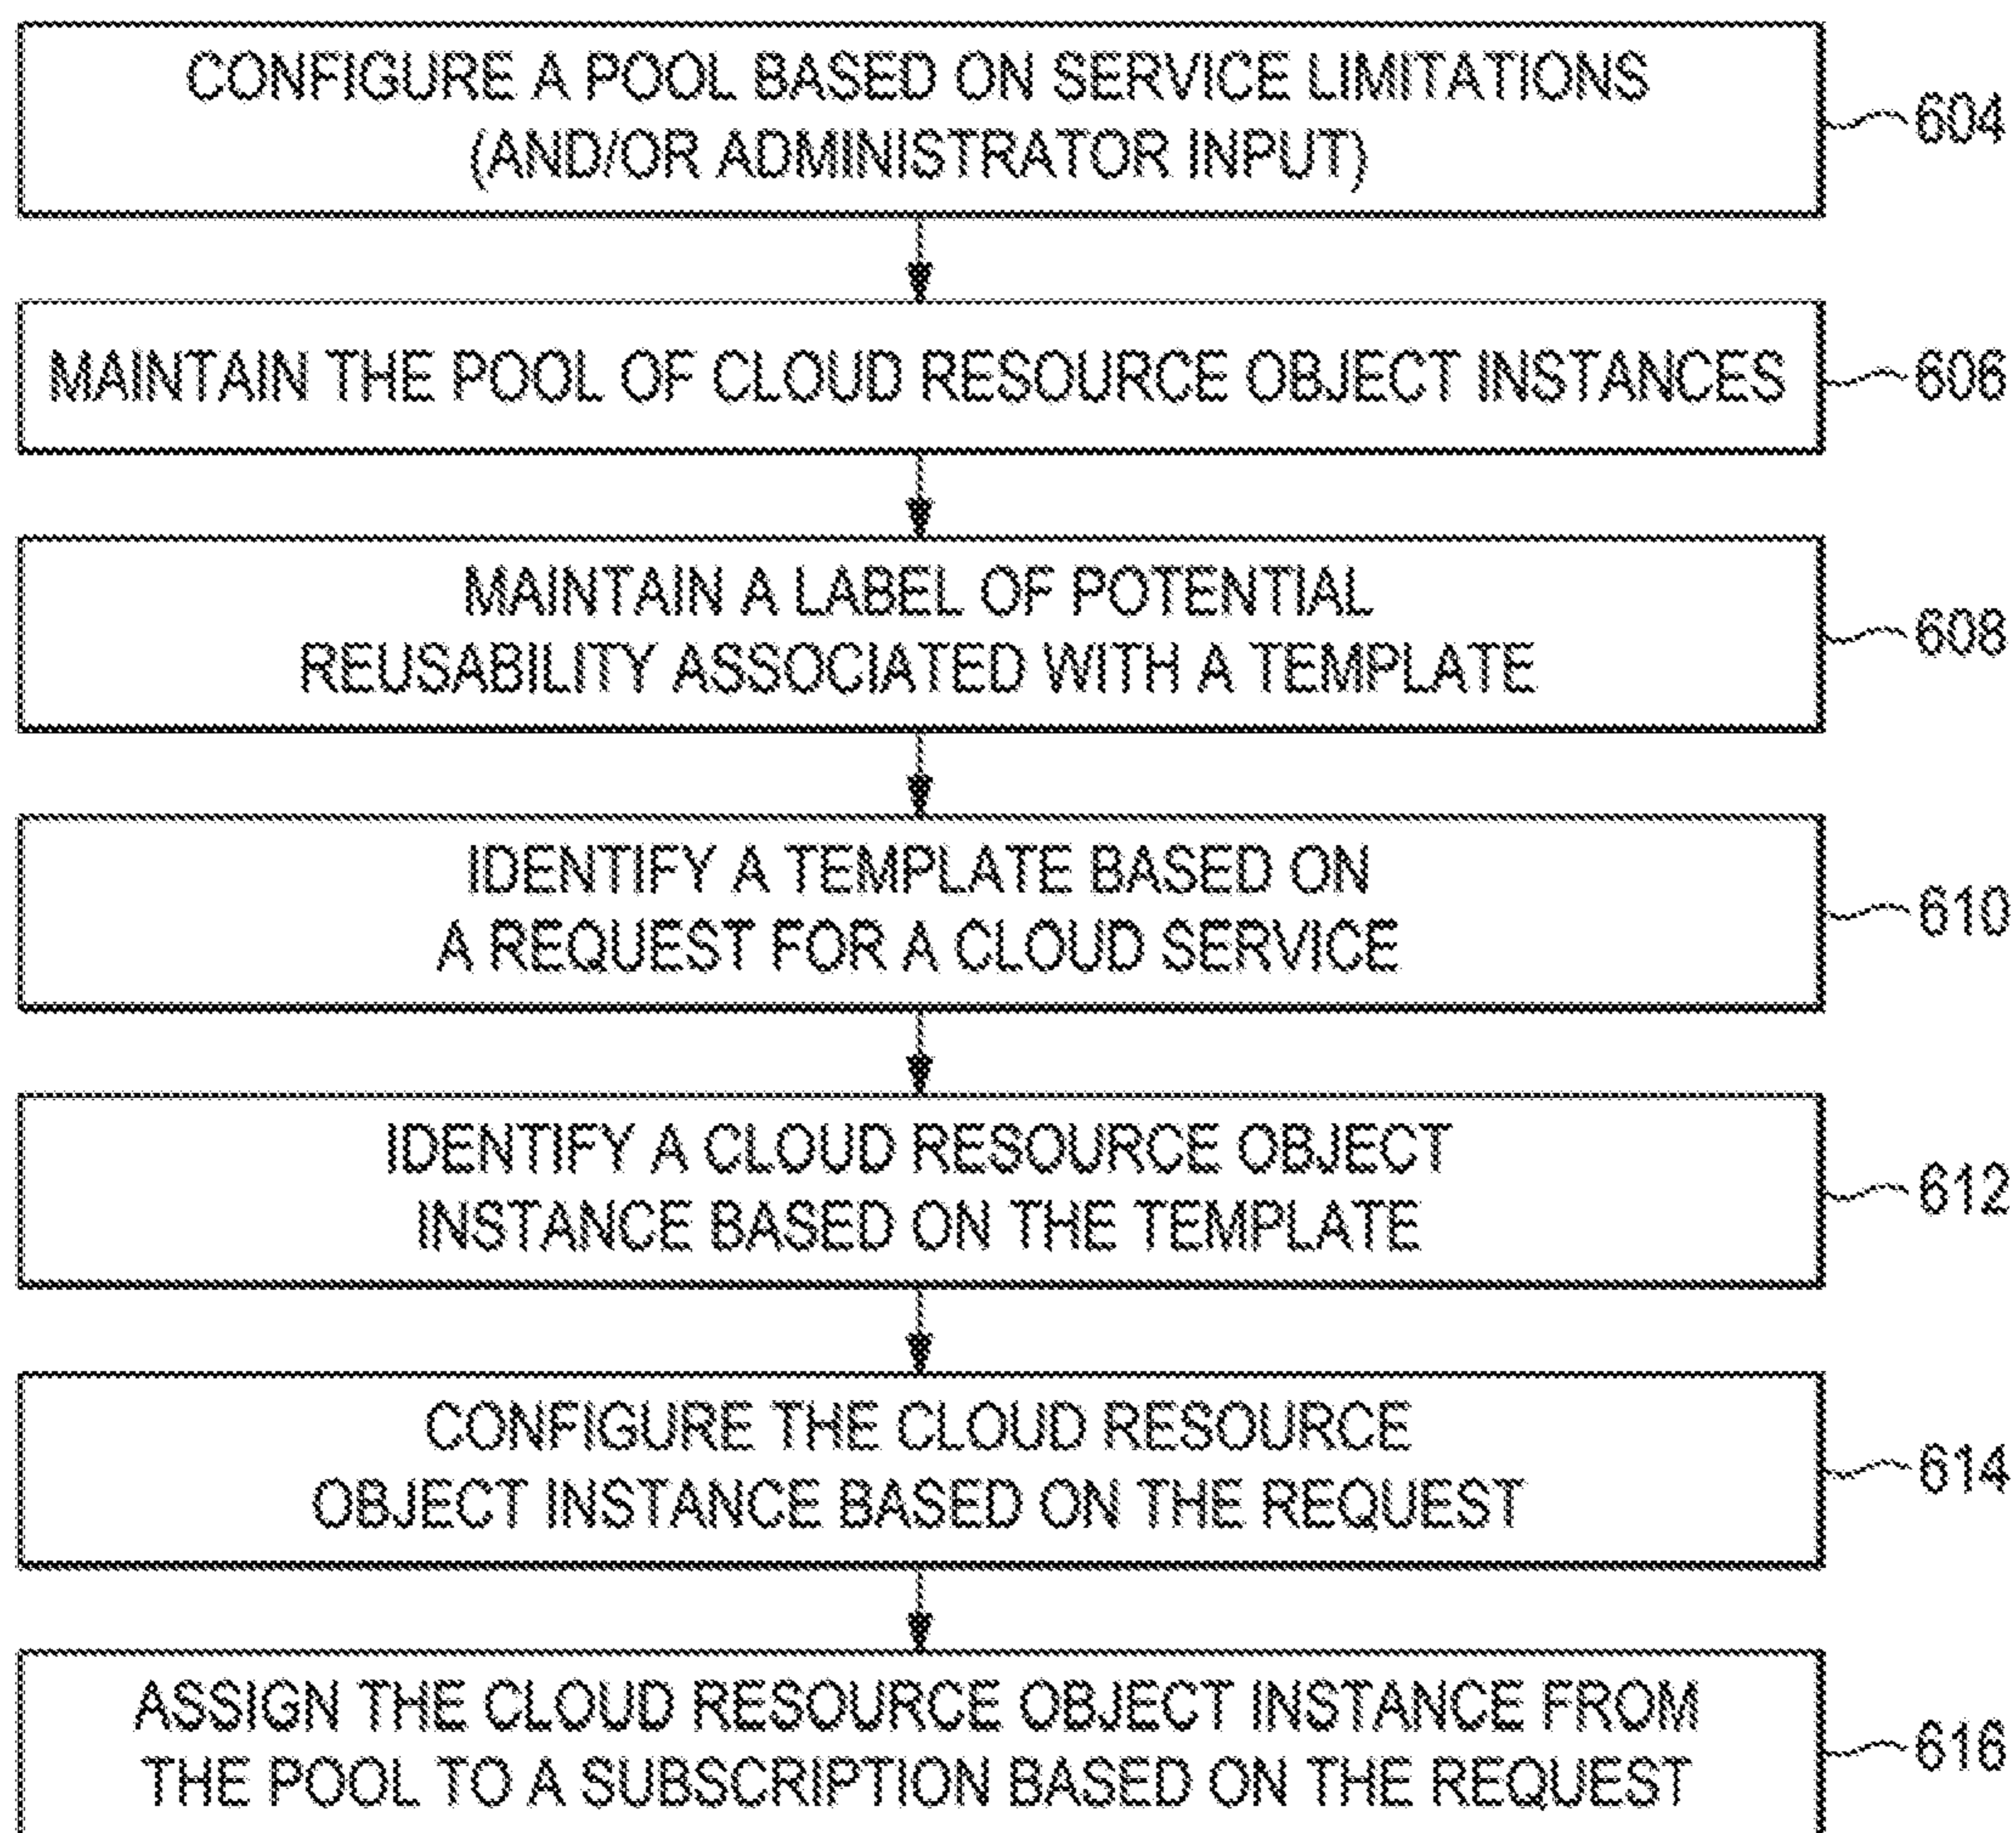 CONFIGURE A POOL BASED ON SERVICE LIMITATIONS
(AND/OR ADMINISTRATOR INPUT)
604
MAINTAIN THE POOL OF CLOUD RESOURCE OBJECT INSTANCES
606
MAINTAIN A LABEL OF POTENTIAL
REUSABILITY ASSOCIATED WITH A TEMPLATE
608
IDENTIFY A TEMPLATE BASED ON
A REQUEST FOR A CLOUD SERVICE
610
IDENTIFY A CLOUD RESOURCE OBJECT
INSTANCE BASED ON THE TEMPLATE
612
CONFIGURE THE CLOUD RESOURCE
OBJECT INSTANCE BASED ON THE REQUEST
614
ASSIGN THE CLOUD RESOURCE OBJECT INSTANCE FROM
THE POOL TO A SUBSCRIPTION BASED ON THE REQUEST
616